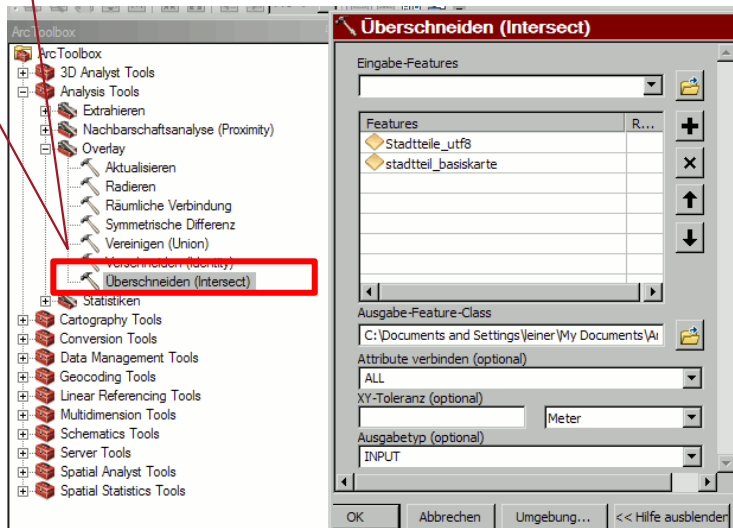 ArcToolbox
ArcToolbox
3D Analyst Tools
Analysis Tools
Extrahieren
Nachbarschaftsanalyse (Proximity)
Overlay
Aktualisieren
Radieren
Räumliche Verbindung
Symmetrische Differenz
Vereinigen (Union)
Verschneiden (Identity)
Überschneiden (Intersect)
Statistiken
Cartography Tools
Conversion Tools
Data Management Tools
Geocoding Tools
Linear Referencing Tools
Multidimension Tools
Schematics Tools
Server Tools
Spatial Analyst Tools
Spatial Statistics Tools
Überschneiden (Intersect)
Eingabe-Features
Features R...
Stadtteile_utf8
stadtteil_basiskarte
Ausgabe-Feature-Class
C:\Documents and Settings\leiner\My Documents\Ar
Attribute verbinden (optional)
ALL
XY-Toleranz (optional)
Meter
Ausgabetyp (optional)
INPUT
OK Abbrechen Umgebung... << Hilfe ausblenden